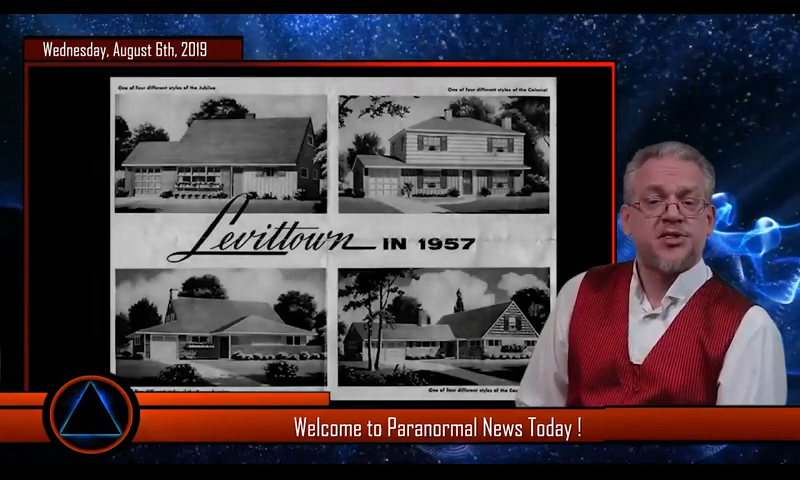 Wednesday, August 6th, 2019
One of four different styles of the Jubilee
One of four different styles of the Colonial
Levittown IN 1957
One of four different styles of the
Welcome to Paranormal News Today !